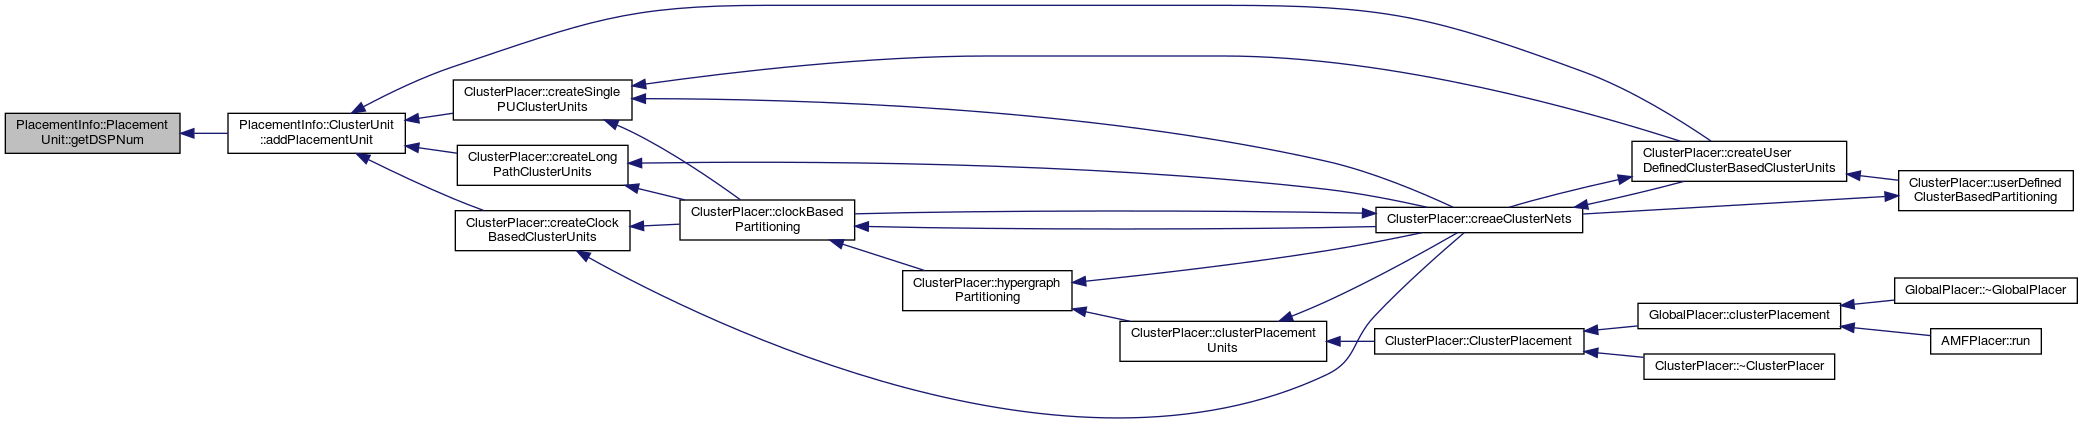 PlacementInfo::Placement
Unit::getDSPNum
PlacementInfo::ClusterUnit
::addPlacementUnit
ClusterPlacer::createSingle
PUClusterUnits
ClusterPlacer::createLong
PathClusterUnits
ClusterPlacer::createClock
BasedClusterUnits
ClusterPlacer::clockBased
Partitioning
ClusterPlacer::hypergraph
Partitioning
ClusterPlacer::clusterPlacement
Units
ClusterPlacer::creaeClusterNets
ClusterPlacer::ClusterPlacement
ClusterPlacer::createUser
DefinedClusterBasedClusterUnits
ClusterPlacer::userDefined
ClusterBasedPartitioning
GlobalPlacer::clusterPlacement
ClusterPlacer::~ClusterPlacer
GlobalPlacer::~GlobalPlacer
AMFPlacer::run